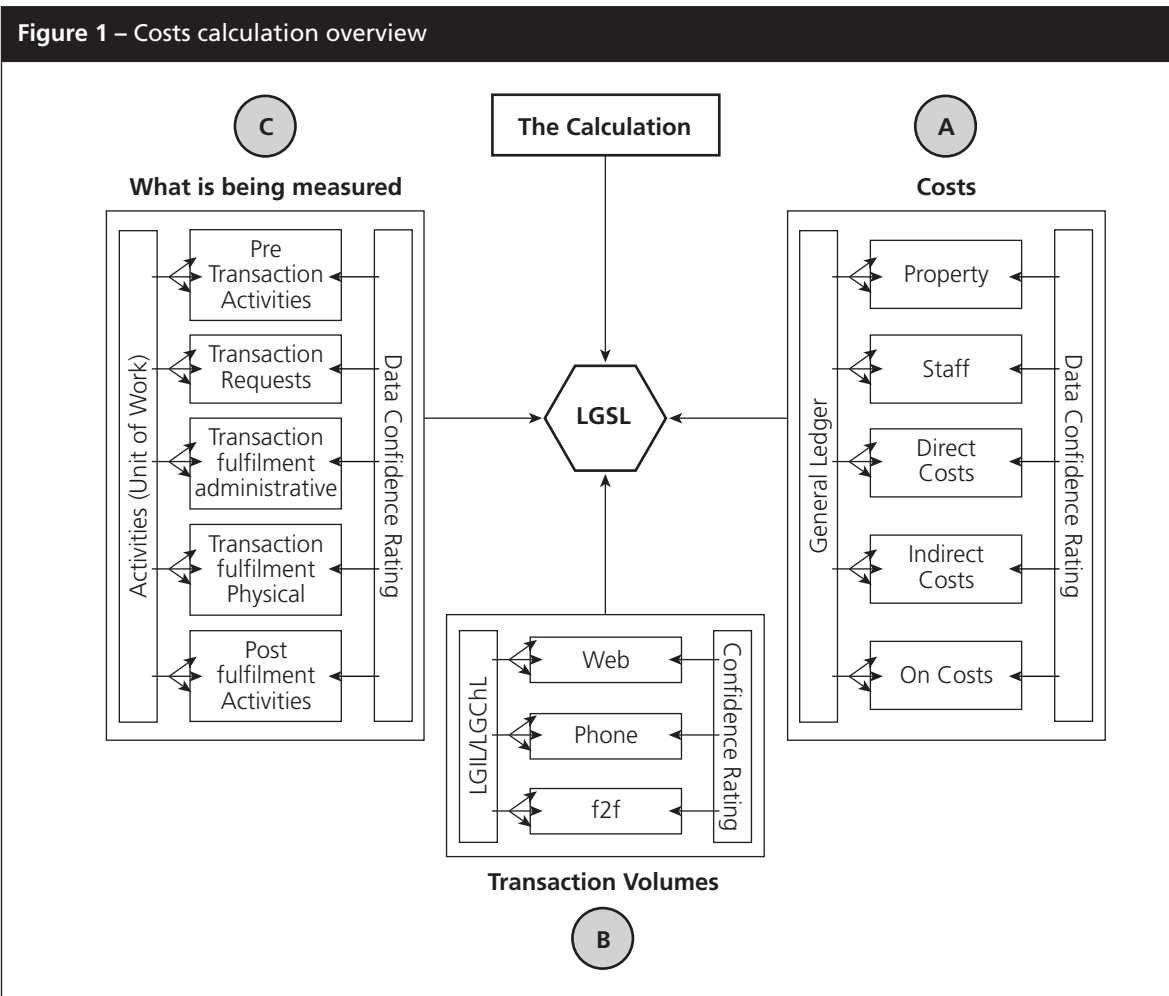 Figure 1 – Costs calculation overview
C
What is being measured
Activities (Unit of Work)
Pre
Transaction
Activities
Transaction
Requests
Transaction
fulfilment
administrative
Transaction
fulfilment
Physical
Post
fulfilment
Activities
Data Confidence Rating
The Calculation
LGSL
A
Costs
General Ledger
Property
Staff
Direct
Costs
Indirect
Costs
On Costs
Data Confidence Rating
LGIL/LGChL
Web
Phone
f2f
Confidence Rating
Transaction Volumes
B